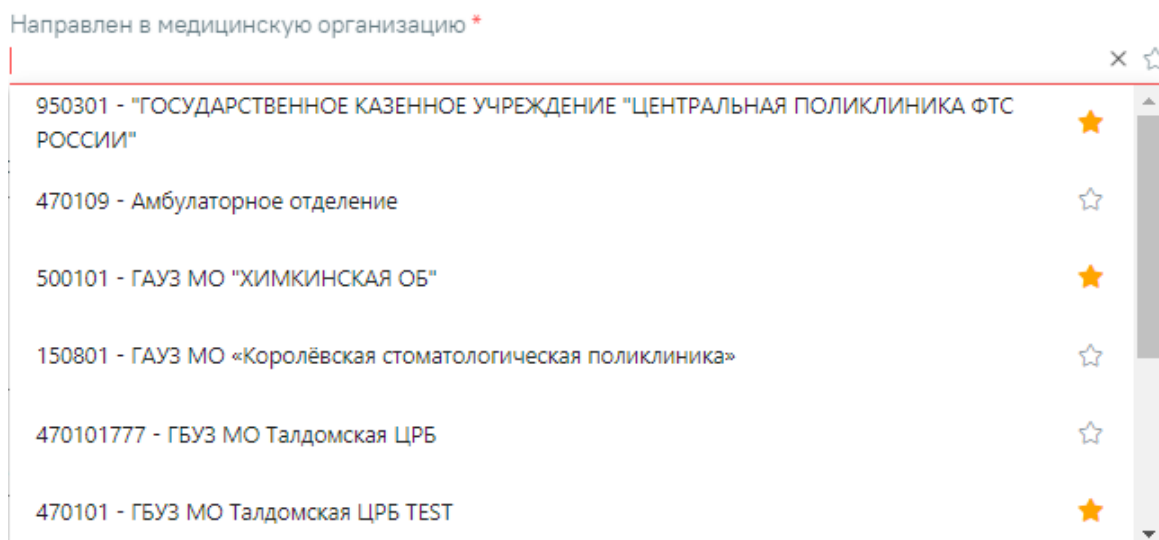 Направлен в медицинскую организацию *
950301 - "ГОСУДАРСТВЕННОЕ КАЗЕННОЕ УЧРЕЖДЕНИЕ "ЦЕНТРАЛЬНАЯ ПОЛИКЛИНИКА ФТС
РОССИИ"
470109 - Амбулаторное отделение
500101 - ГАУЗ МО "ХИМКИНСКАЯ ОБ"
150801 - ГАУЗ МО «Королёвская стоматологическая поликлиника»
470101777 - ГБУЗ МО Талдомская ЦРБ
470101 - ГБУЗ МО Талдомская ЦРБ TEST